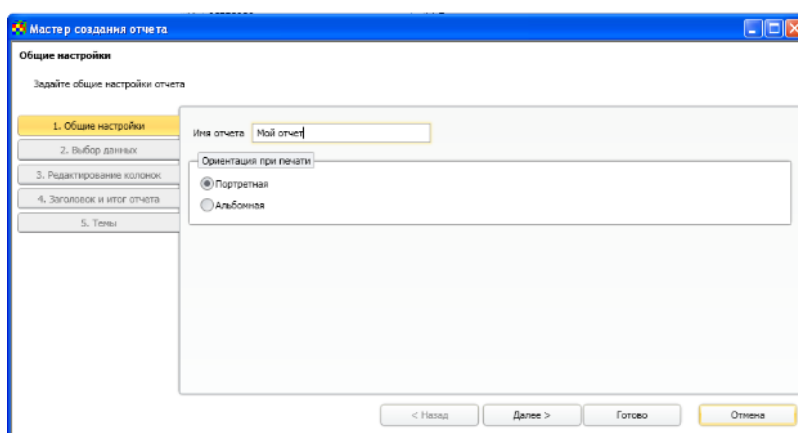 Мастер создания отчета
Общие настройки
Задайте общие настройки отчета
1. Общие настройки
2. Выбор данных
3. Редактирование колонок
4. Заголовок и итог отчета
5. Темы
Имя отчета Мой отчет
Ориентация при печати
Портретная
Альбомная
< Назад Далее > Готово Отмена